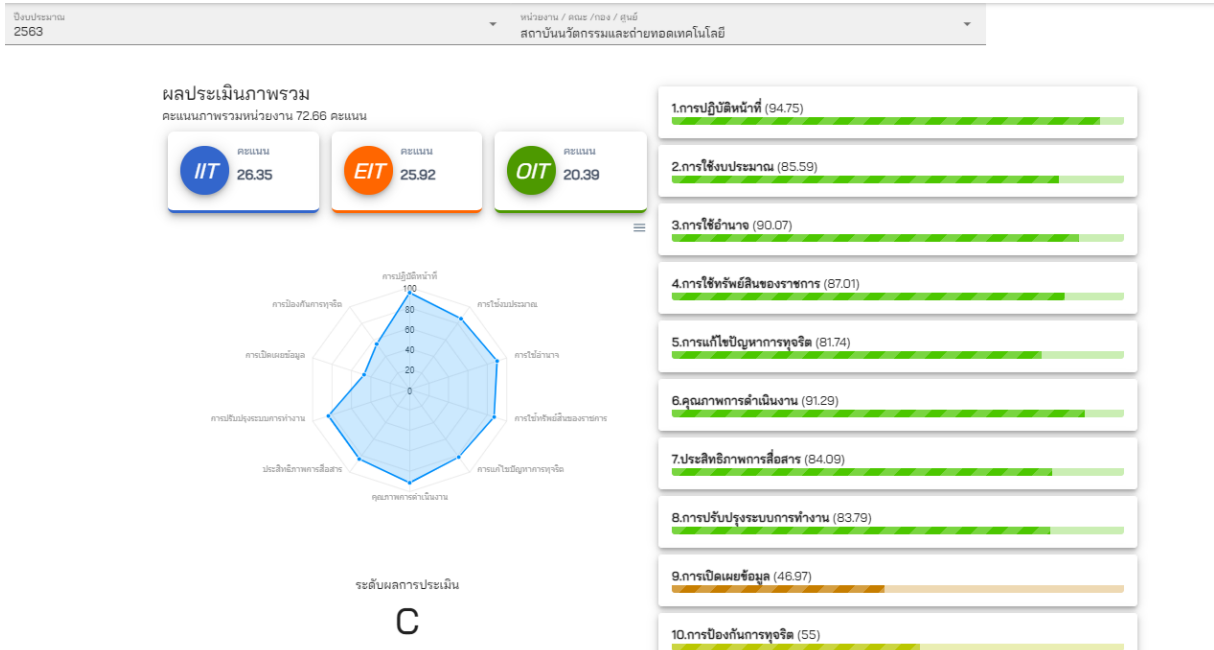 ปีงบประมาณ
2563
หน่วยงาน / คณะ /กอง / ศูนย์
สถาบันนวัตกรรมและถ่ายทอดเทคโนโลยี
ผลประเมินภาพรวม
คะแนนภาพรวมหน่วยงาน 72.66 คะแนน
IIT
คะแนน
26.35
EIT
คะแนน
25.92
OIT
คะแนน
20.39
การปฏิบัติหน้าที่
การใช้งบประมาณ
การใช้อำนาจ
การใช้ทรัพย์สินของราชการ
การแก้ไขปัญหาการทุจริต
คุณภาพการดำเนินงาน
ประสิทธิภาพการสื่อสาร
การปรับปรุงระบบการทำงาน
การเปิดเผยข้อมูล
การป้องกันการทุจริต
100
80
60
40
20
0
ระดับผลการประเมิน
C
1.การปฏิบัติหน้าที่ (94.75)
2.การใช้งบประมาณ (85.59)
3.การใช้อำนาจ (90.07)
4.การใช้ทรัพย์สินของราชการ (87.01)
5.การแก้ไขปัญหาการทุจริต (81.74)
6.คุณภาพการดำเนินงาน (91.29)
7.ประสิทธิภาพการสื่อสาร (84.09)
8.การปรับปรุงระบบการทำงาน (83.79)
9.การเปิดเผยข้อมูล (46.97)
10.การป้องกันการทุจริต (55)